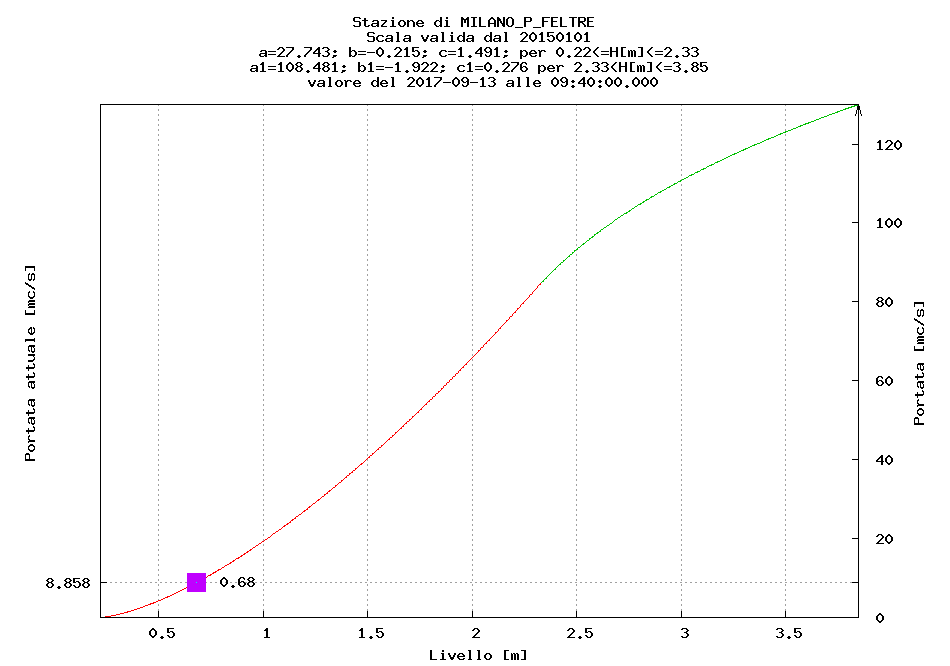 Stazione di MILANO_P_FELTRE
Scala valida dal 20150101
a=27.743; b=-0.215; c=1.491; per 0.22<=H[m]<=2.33
a1=108.481; b1=-1.922; c1=0.276 per 2.33<H[m]<=3.85
valore del 2017-09-13 alle 09:40:00.000
120
100
80
60
40
20
0
Portata attuale [mc/s]
Portata [mc/s]
8.858
0.68
0.5 1 1.5 2 2.5 3 3.5
Livello [m]